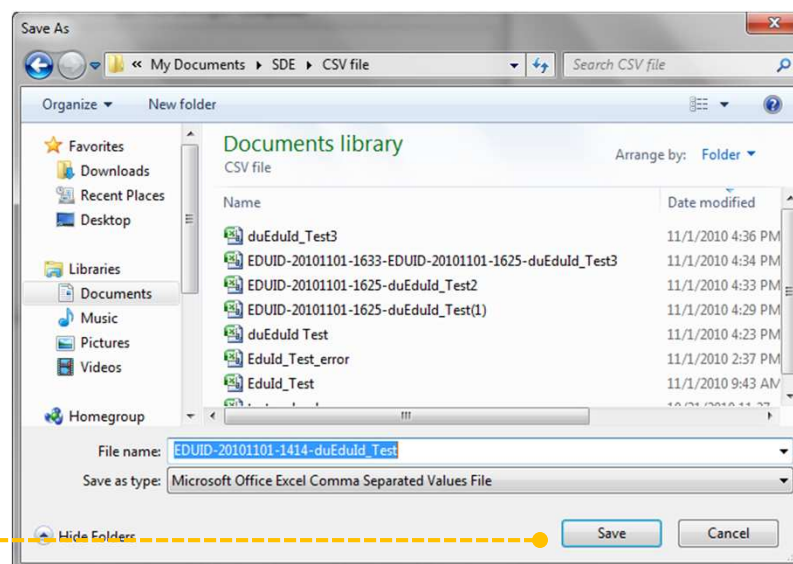 Save As
« My Documents ▸ SDE ▸ CSV file
Search CSV file
Organize
New folder
Favorites
Downloads
Recent Places
Desktop
Libraries
Documents
Music
Pictures
Videos
Homegroup
Documents library
CSV file
Arrange by: Folder
Name Date modified
duEduId_Test3 11/1/2010 4:36 PM
EDUID-20101101-1633-EDUID-20101101-1625-duEduId_Test3 11/1/2010 4:34 PM
EDUID-20101101-1625-duEduId_Test2 11/1/2010 4:33 PM
EDUID-20101101-1625-duEduId_Test(1) 11/1/2010 4:29 PM
duEduId Test 11/1/2010 4:23 PM
EduId_Test_error 11/1/2010 2:37 PM
EduId_Test 11/1/2010 9:43 AM
File name: EDUID-20101101-1414-duEduId_Test
Save as type: Microsoft Office Excel Comma Separated Values File
Hide Folders
Save
Cancel